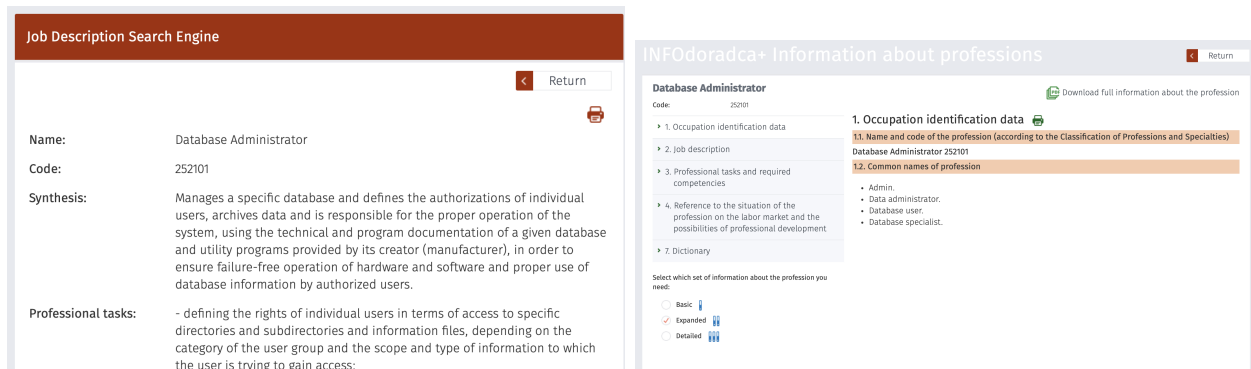 Job Description Search Engine
Return
Name: Database Administrator
Code: 252101
Synthesis: Manages a specific database and defines the authorizations of individual
users, archives data and is responsible for the proper operation of the
system, using the technical and program documentation of a given database
and utility programs provided by its creator (manufacturer), in order to
ensure failure-free operation of hardware and software and proper use of
database information by authorized users.
Professional tasks: - defining the rights of individual users in terms of access to specific
directories and subdirectories and information files, depending on the
category of the user group and the scope and type of information to which
the user is trying to gain access;
INFOdoradca+ Information about professions
Return
Database Administrator
Code: 252101
Download full information about the profession
1. Occupation identification data
2. Job description
3. Professional tasks and required
competencies
4. Reference to the situation of the
profession on the labor market and the
possibilities of professional development
7. Dictionary
Select which set of information about the profession you
need:
Basic
Expanded
Detailed
1. Occupation identification data
1.1. Name and code of the profession (according to the Classification of Professions and Specialties)
Database Administrator 252101
1.2. Common names of profession
Admin.
Data administrator.
Database user.
Database specialist.